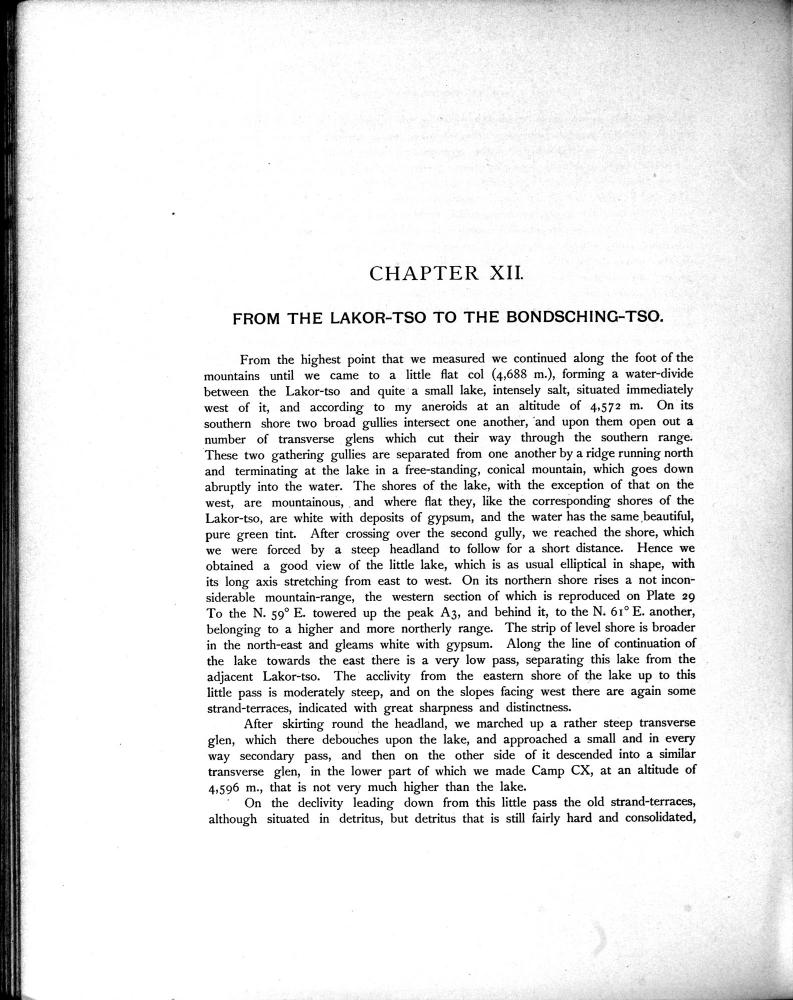 CHAPTER XII.
FROM THE LAKOR-TSO TO THE BONDSCHING-TSO.
From the highest point that we measured we continued along the foot of the
mountains until we came to a little flat col (4,688 m.), forming a water-divide
between the Lakor-tso and quite a small lake, intensely salt, situated immediately
west of it, and according to my aneroids at an altitude of 4,572 m. On its
southern shore two broad gullies intersect one another, and upon them open out a
number of transverse glens which cut their way through the southern range.
These two gathering gullies are separated from one another by a ridge running north
and terminating at the lake in a free-standing, conical mountain, which goes down
abruptly into the water. The shores of the lake, with the exception of that on the
west, are mountainous, and where flat they, like the corresponding shores of the
Lakor-tso, are white with deposits of gypsum, and the water has the same beautiful,
pure green tint. After crossing over the second gully, we reached the shore, which
we were forced by a steep headland to follow for a short distance. Hence we
obtained a good view of the little lake, which is as usual elliptical in shape, with
its long axis stretching from east to west. On its northern shore rises a not incon-
siderable mountain-range, the western section of which is reproduced on Plate 29
To the N. 59° E. towered up the peak A3, and behind it, to the N. 61° E. another,
belonging to a higher and more northerly range. The strip of level shore is broader
in the north-east and gleams white with gypsum. Along the line of continuation of
the lake towards the east there is a very low pass, separating this lake from the
adjacent Lakor-tso. The acclivity from the eastern shore of the lake up to this
little pass is moderately steep, and on the slopes facing west there are again some
strand-terraces, indicated with great sharpness and distinctness.
After skirting round the headland, we marched up a rather steep transverse
glen, which there debouches upon the lake, and approached a small and in every
way secondary pass, and then on the other side of it descended into a similar
transverse glen, in the lower part of which we made Camp CX, at an altitude of
4,596 m., that is not very much higher than the lake.
On the declivity leading down from this little pass the old strand-terraces,
although situated in detritus, but detritus that is still fairly hard and consolidated,